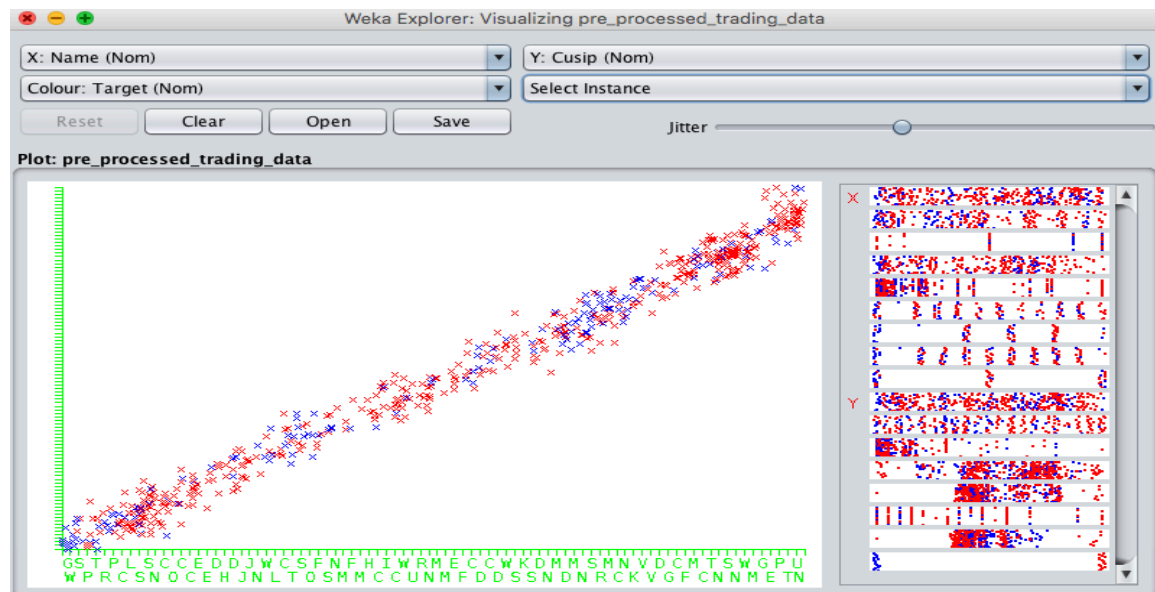 Weka Explorer: Visualizing pre_processed_trading_data
X: Name (Nom)
Y: Cusip (Nom)
Colour: Target (Nom)
Select Instance
Reset
Clear
Open
Save
Jitter
Plot: pre_processed_trading_data
X
Y
G S T P L S C C E D D J W C S F N F H I W R M E C C W K D M M S M N V D C M T S W G P U
W P R C S N O C E H J N L T O S M M C C U N M F D D S S N D N R C K V G F C N N M E T N